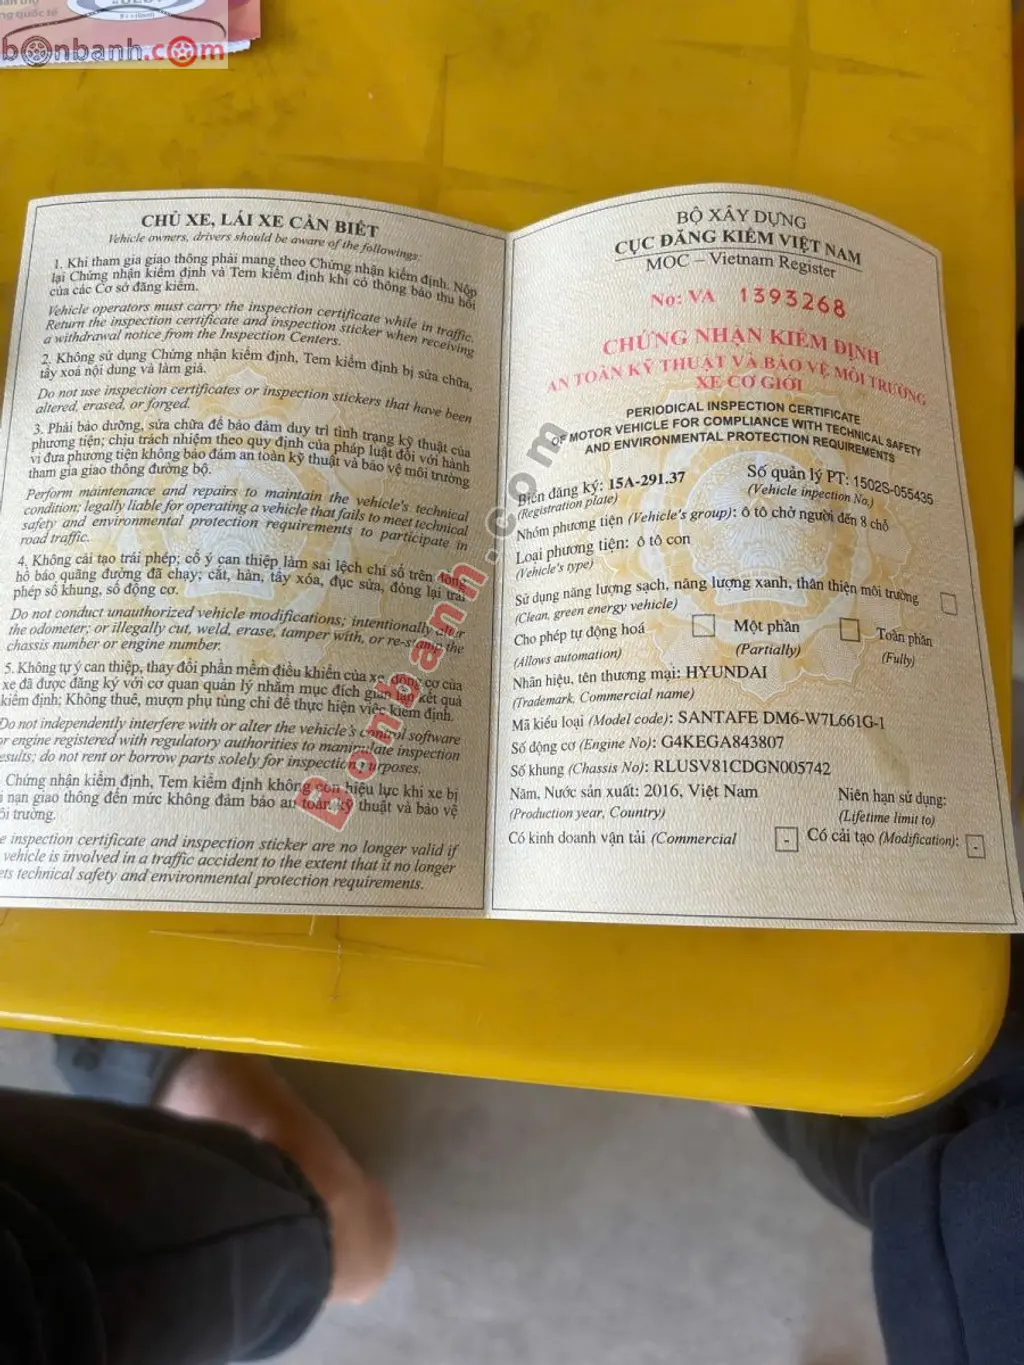 ng quốc tế
bonbanh.com
CHỦ XE, LÁI XE CẦN BIẾT
Vehicle owners, drivers should be aware of the followings:
1. Khi tham gia giao thông phải mang theo Chứng nhận kiểm định. Nộp
lại Chứng nhận kiểm định và Tem kiểm định khi có thông báo thu hồi
của các Cơ sở đăng kiểm.
Vehicle operators must carry the inspection certificate while in traffic.
Return the inspection certificate and inspection sticker when receiving
a withdrawal notice from the Inspection Centers.
2. Không sử dụng Chứng nhận kiểm định, Tem kiểm định bị sửa chữa,
tẩy xoá nội dung và làm giả.
Do not use inspection certificates or inspection stickers that have been
altered, erased, or forged.
3. Phải bảo dưỡng, sửa chữa để bảo đảm duy trì tình trạng kỹ thuật của
phương tiện; chịu trách nhiệm theo quy định của pháp luật đối với hành
vi đưa phương tiện không bảo đảm an toàn kỹ thuật và bảo vệ môi trường
tham gia giao thông đường bộ.
Perform maintenance and repairs to maintain the vehicle's technical
condition; legally liable for operating a vehicle that fails to meet technical
safety and environmental protection requirements to participate in
road traffic.
4. Không cải tạo trái phép; cố ý can thiệp làm sai lệch chỉ số trên đồng
hồ báo quãng đường đã chạy; cắt, hàn, tẩy xóa, đục sửa, đóng lại trái
phép số khung, số động cơ.
Do not conduct unauthorized vehicle modifications; intentionally alter
the odometer; or illegally cut, weld, erase, tamper with, or re-stamp the
chassis number or engine number.
5. Không tự ý can thiệp, thay đổi phần mềm điều khiển của xe, động cơ của
xe đã được đăng ký với cơ quan quản lý nhằm mục đích gian lận kết quả
kiểm định; Không thuê, mượn phụ tùng chỉ để thực hiện việc kiểm định.
Do not independently interfere with or alter the vehicle's control software
or engine registered with regulatory authorities to manipulate inspection
results; do not rent or borrow parts solely for inspection purposes.
Chứng nhận kiểm định, Tem kiểm định không còn hiệu lực khi xe bị
nạn giao thông đến mức không đảm bảo an toàn kỹ thuật và bảo vệ
môi trường.
inspection certificate and inspection sticker are no longer valid if
vehicle is involved in a traffic accident to the extent that it no longer
technical safety and environmental protection requirements.
BỘ XÂY DỰNG
CỤC ĐĂNG KIỂM VIỆT NAM
MOC – Vietnam Register
No: VA 1393268
CHỨNG NHẬN KIỂM ĐỊNH
AN TOÀN KỸ THUẬT VÀ BẢO VỆ MÔI TRƯỜNG
XE CƠ GIỚI
PERIODICAL INSPECTION CERTIFICATE
OF MOTOR VEHICLE FOR COMPLIANCE WITH TECHNICAL SAFETY
AND ENVIRONMENTAL PROTECTION REQUIREMENTS
Biển đăng ký: 15A-291.37 Số quản lý PT: 1502S-055435
(Registration plate) (Vehicle inspection No.)
Nhóm phương tiện (Vehicle's group): ô tô chở người đến 8 chỗ
Loại phương tiện: ô tô con
(Vehicle's type)
Sử dụng năng lượng sạch, năng lượng xanh, thân thiện môi trường
(Clean, green energy vehicle)
Cho phép tự động hoá Một phần Toàn phần
(Allows automation) (Partially) (Fully)
Nhãn hiệu, tên thương mại: HYUNDAI
(Trademark, Commercial name)
Mã kiểu loại (Model code): SANTAFE DM6-W7L661G-1
Số động cơ (Engine No): G4KEGA843807
Số khung (Chassis No): RLUSV81CDGN005742
Năm, Nước sản xuất: 2016, Việt Nam Niên hạn sử dụng:
(Production year, Country) (Lifetime limit to)
Có kinh doanh vận tải (Commercial - Có cải tạo (Modification): -
Bonbanh.com